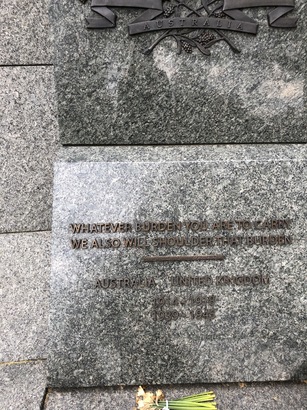 AUSTRALIA
WHATEVER BURDEN YOU ARE TO CARRY
WE ALSO WILL SHOULDER THAT BURDEN
AUSTRALIA UNITED KINGDOM
1914-1918
1939-1945